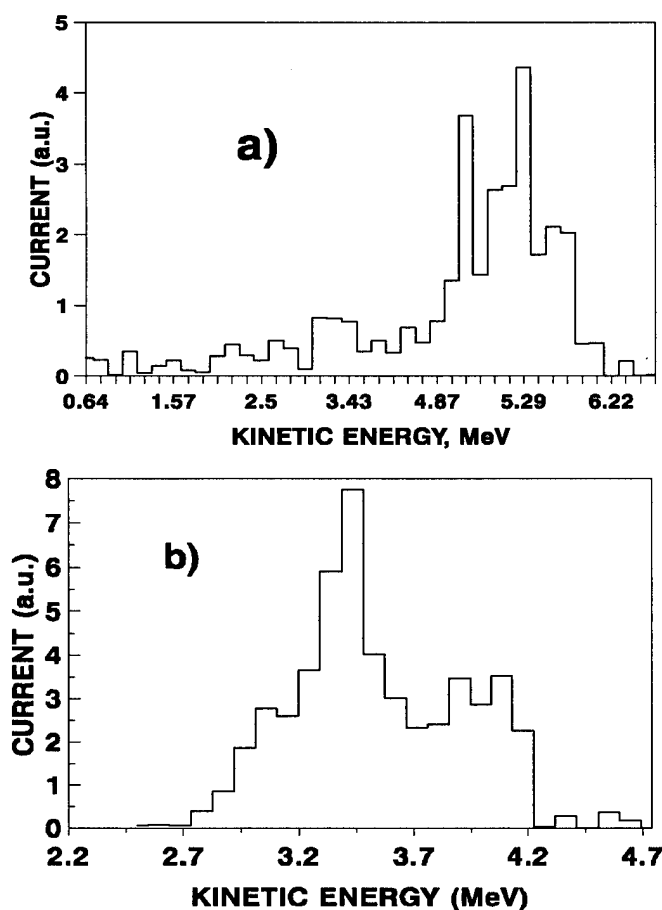 5
4
3
2
1
0
CURRENT (a.u.)
a)
0.64 1.57 2.5 3.43 4.87 5.29 6.22
KINETIC ENERGY, MeV
8
7
6
5
4
3
2
1
0
CURRENT (a.u.)
b)
2.2 2.7 3.2 3.7 4.2 4.7
KINETIC ENERGY (MeV)